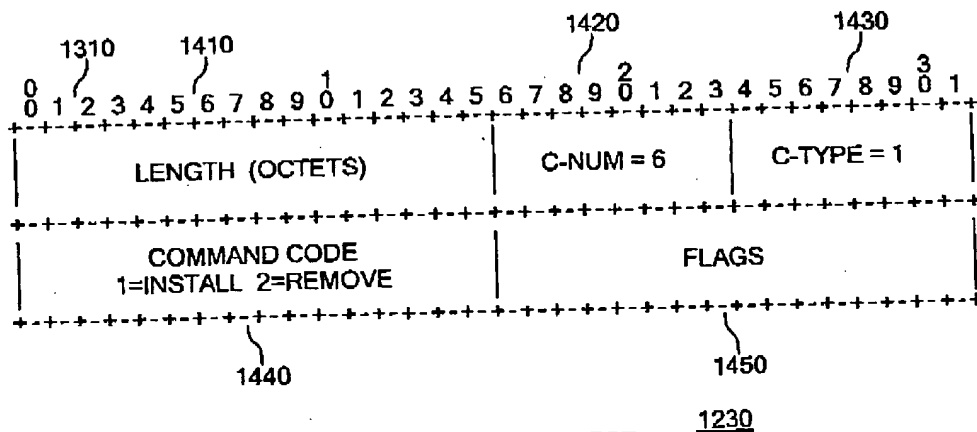 1310 1410 1420 1430
0 1 2 3
0 1 2 3 4 5 6 7 8 9 0 1 2 3 4 5 6 7 8 9 0 1 2 3 4 5 6 7 8 9 0 1
+-+-+-+-+-+-+-+-+-+-+-+-+-+-+-+-+-+-+-+-+-+-+-+-+-+-+-+-+-+-+-+-+
LENGTH (OCTETS) C-NUM = 6 C-TYPE = 1
+-+-+-+-+-+-+-+-+-+-+-+-+-+-+-+-+-+-+-+-+-+-+-+-+-+-+-+-+-+-+-+-+
COMMAND CODE FLAGS
1=INSTALL 2=REMOVE
+-+-+-+-+-+-+-+-+-+-+-+-+-+-+-+-+-+-+-+-+-+-+-+-+-+-+-+-+-+-+-+-+
1440 1450
1230